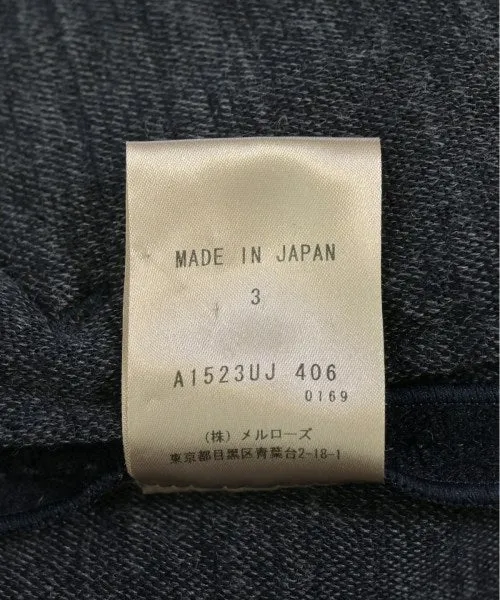 MADE IN JAPAN
3
A1523UJ 406
0169
(株) メルローズ
東京都目黒区青葉台2-18-1